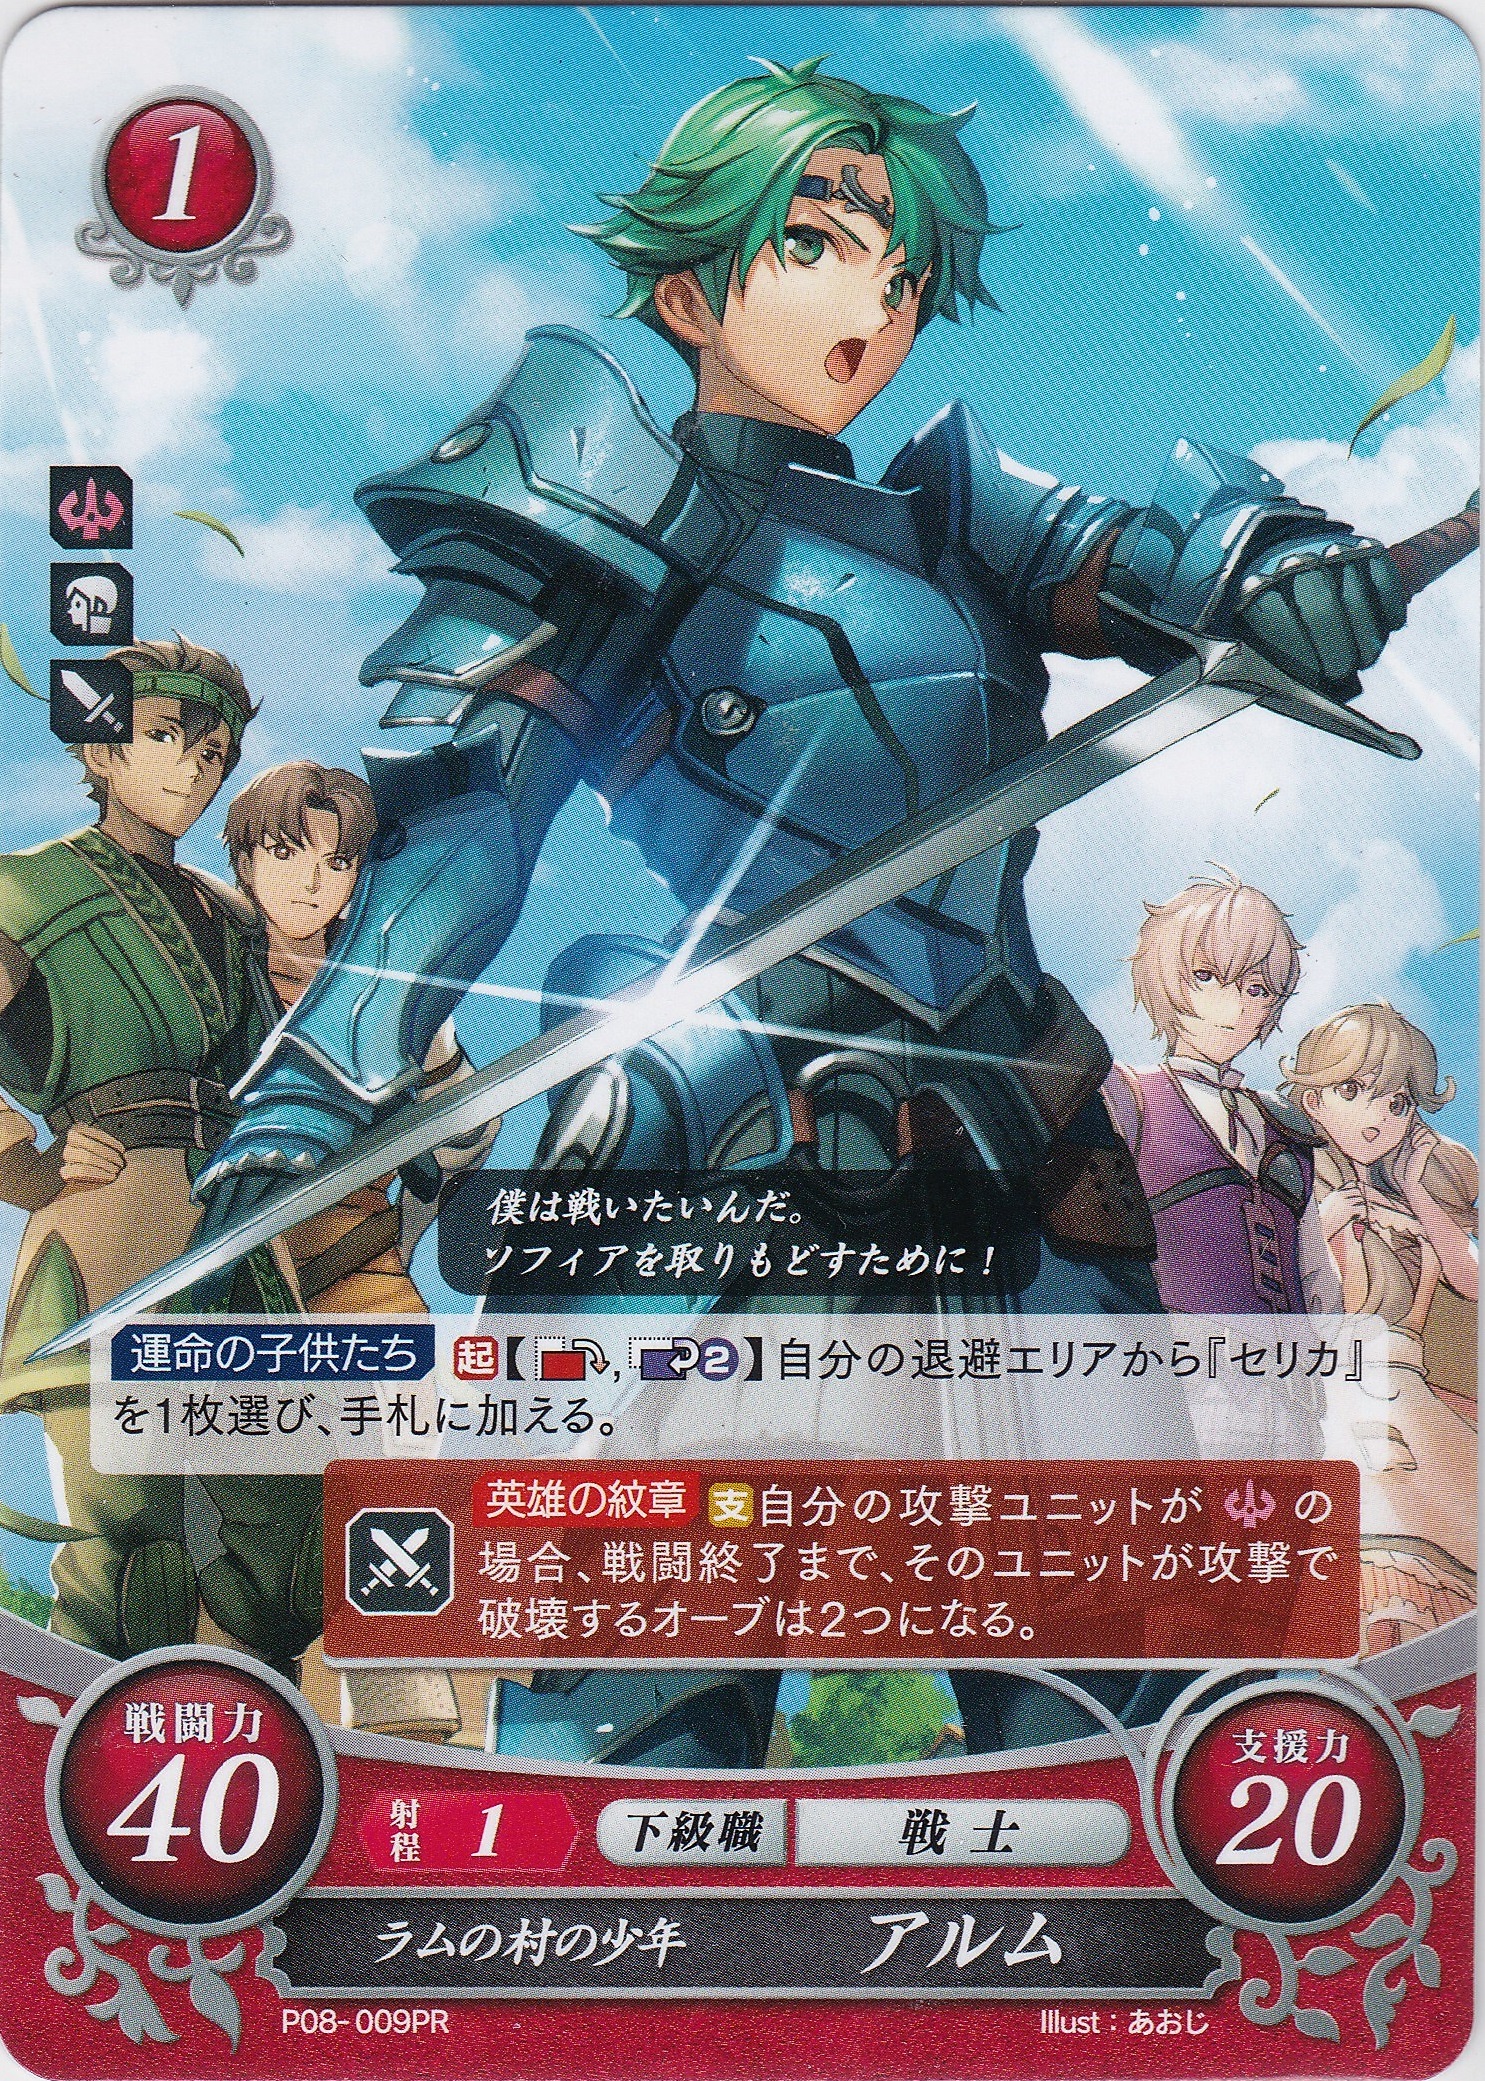 1
僕は戦いたいんだ。
ソフィアを取りもどすために！
運命の子供たち 起【 , 2】自分の退避エリアから『セリカ』
を1枚選び、手札に加える。
英雄の紋章 支 自分の攻撃ユニットが の
場合、戦闘終了まで、そのユニットが攻撃で
破壊するオーブは2つになる。
戦闘力
40
射程 1
下級職 戦士
支援力
20
ラムの村の少年 アルム
P08-009PR
Illust：あおじ